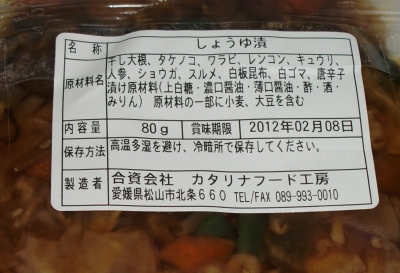 名称 しょうゆ漬
原材料名 干し大根、タケノコ、ワラビ、レンコン、キュウリ、
人参、ショウガ、スルメ、白板昆布、白ゴマ、唐辛子
漬け原材料(上白糖・濃口醤油・薄口醤油・酢・酒・
みりん) 原材料の一部に小麦、大豆を含む
内容量 80g 賞味期限 2012年02月08日
保存方法 高温多湿を避け、冷暗所で保存してください。
製造者 合資会社 カタリナフード工房
愛媛県松山市北条660 TEL/FAX 089-993-0010